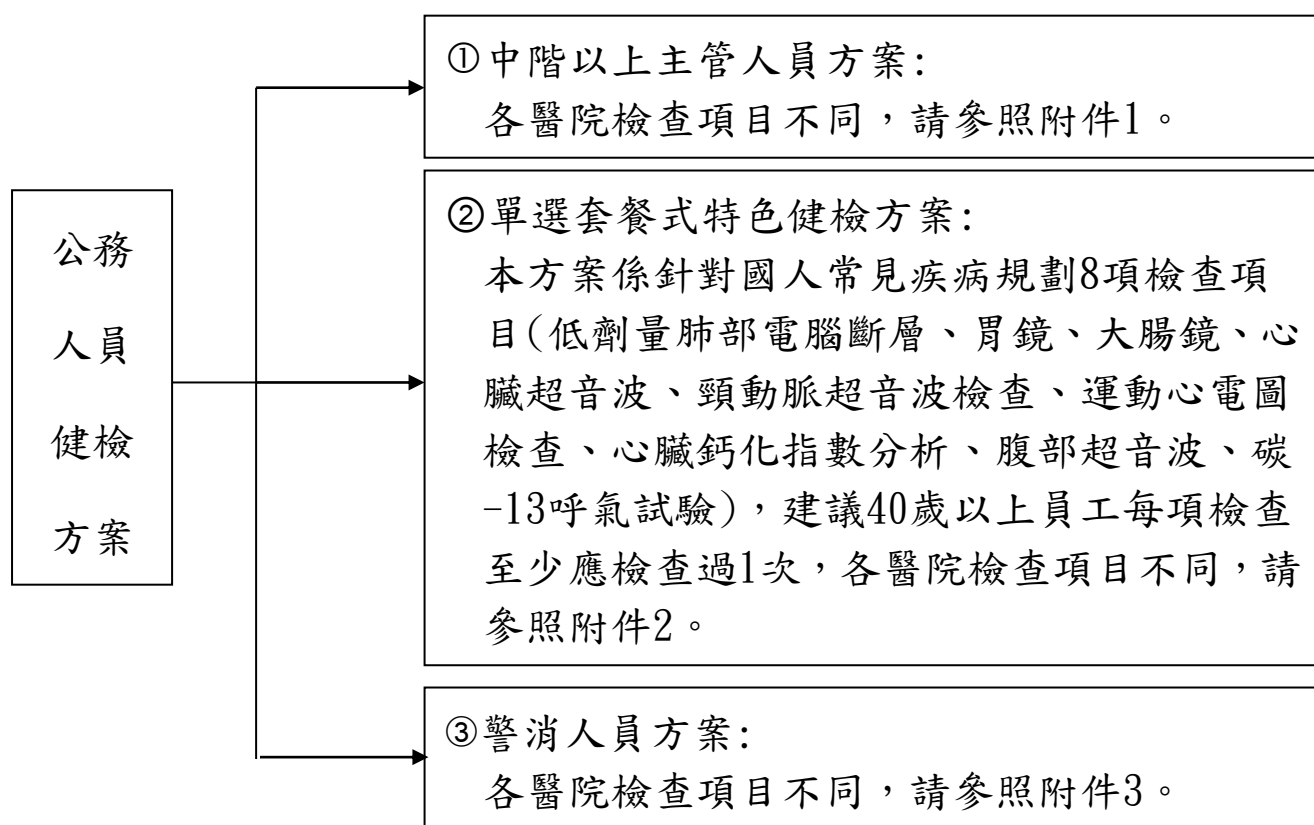 公務
人員
健檢
方案
①中階以上主管人員方案:
各醫院檢查項目不同，請參照附件1。
②單選套餐式特色健檢方案:
本方案係針對國人常見疾病規劃8項檢查項
目(低劑量肺部電腦斷層、胃鏡、大腸鏡、心
臟超音波、頸動脈超音波檢查、運動心電圖
檢查、心臟鈣化指數分析、腹部超音波、碳
-13呼氣試驗)，建議40歲以上員工每項檢查
至少應檢查過1次，各醫院檢查項目不同，請
參照附件2。
③警消人員方案:
各醫院檢查項目不同，請參照附件3。